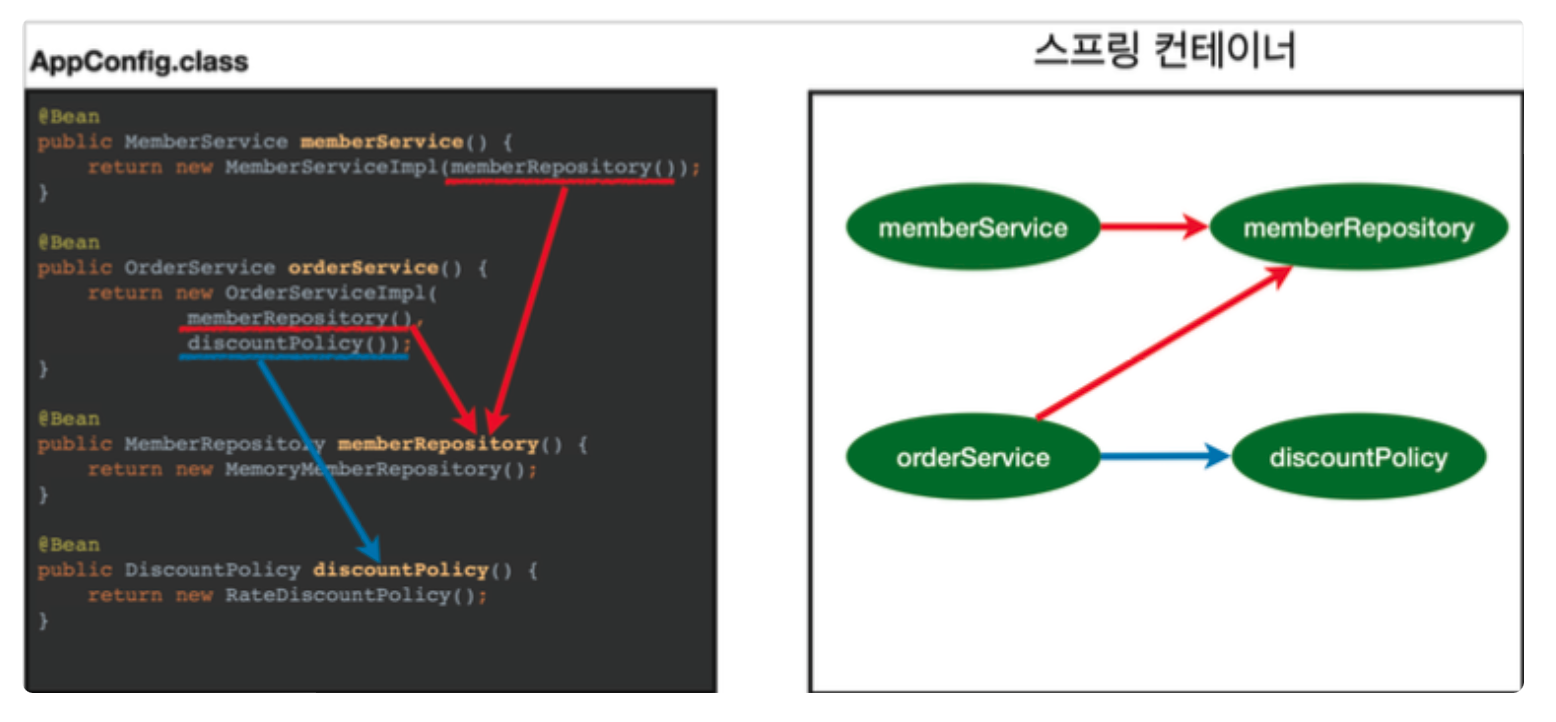 AppConfig.class
@Bean
public MemberService memberService() {
    return new MemberServiceImpl(memberRepository());
}
@Bean
public OrderService orderService() {
    return new OrderServiceImpl(
            memberRepository(),
            discountPolicy());
}
@Bean
public MemberRepository memberRepository() {
    return new MemoryMemberRepository();
}
@Bean
public DiscountPolicy discountPolicy() {
    return new RateDiscountPolicy();
}
스프링 컨테이너
memberService
memberRepository
orderService
discountPolicy